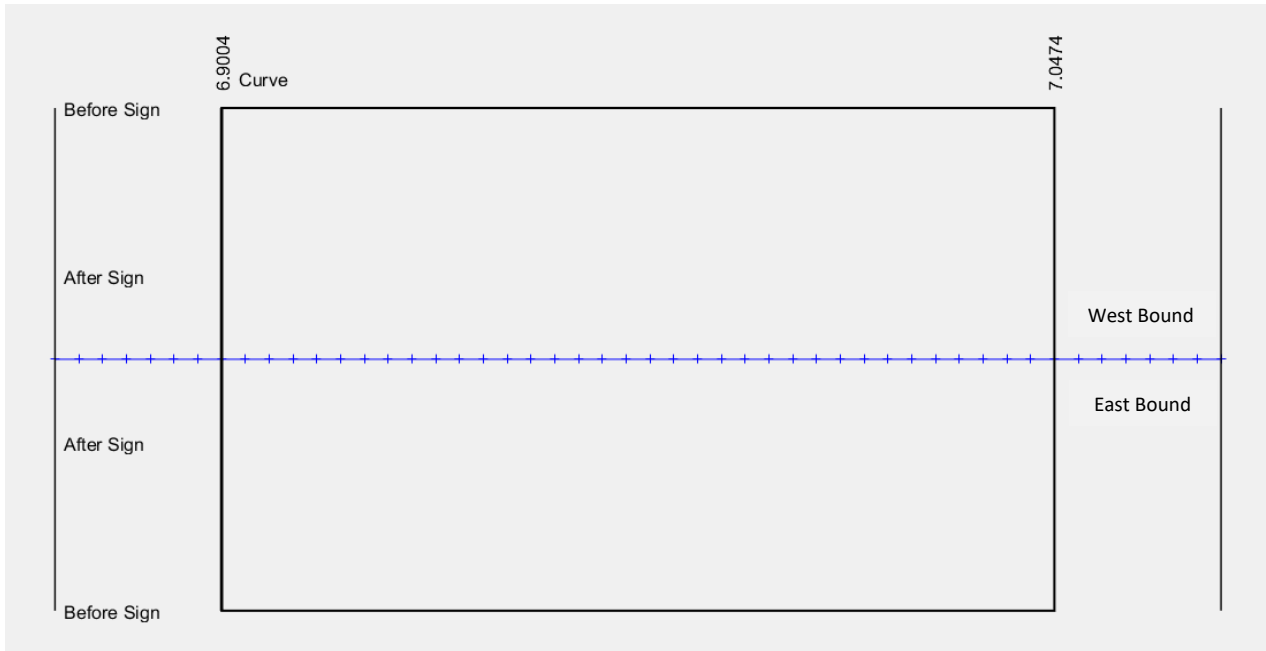 6.9004
Curve
7.0474
Before Sign
After Sign
West Bound
East Bound
After Sign
Before Sign